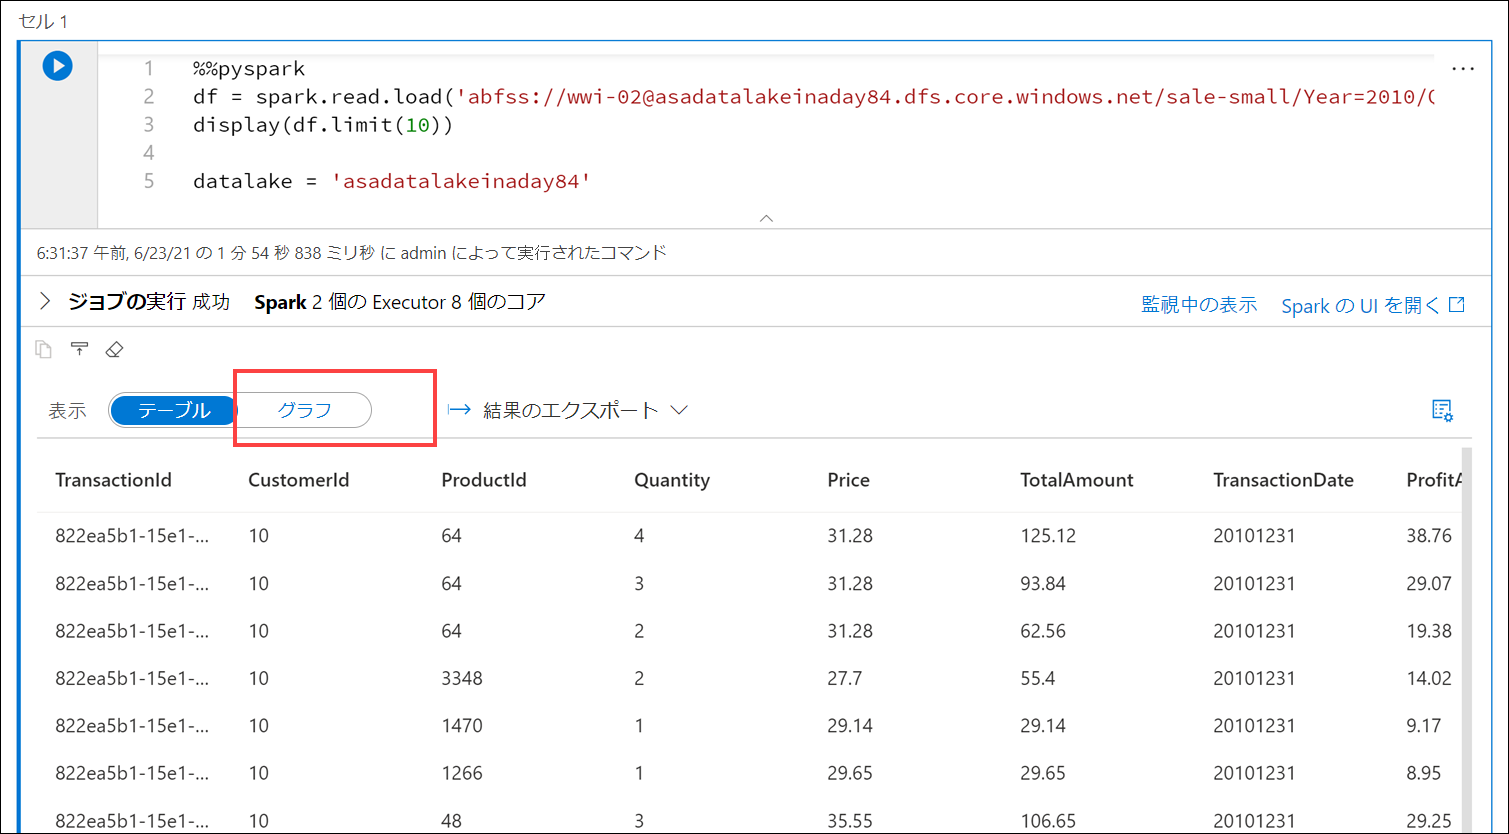 セル 1
1 %%pyspark
2 df = spark.read.load('abfss://wwi-02@asadatalakeinaday84.dfs.core.windows.net/sale-small/Year=2010/
3 display(df.limit(10))
4
5 datalake = 'asadatalakeinaday84'
6:31:37 午前, 6/23/21 の 1 分 54 秒 838 ミリ秒 に admin によって実行されたコマンド
ジョブの実行 成功 Spark 2 個の Executor 8 個のコア 監視中の表示 Spark の UI を開く
表示 テーブル グラフ 結果のエクスポート
TransactionId CustomerId ProductId Quantity Price TotalAmount TransactionDate
822ea5b1-15e1-... 10 64 4 31.28 125.12 20101231 38.76
822ea5b1-15e1-... 10 64 3 31.28 93.84 20101231 29.07
822ea5b1-15e1-... 10 64 2 31.28 62.56 20101231 19.38
822ea5b1-15e1-... 10 3348 2 27.7 55.4 20101231 14.02
822ea5b1-15e1-... 10 1470 1 29.14 29.14 20101231 9.17
822ea5b1-15e1-... 10 1266 1 29.65 29.65 20101231 8.95
822ea5b1-15e1-... 10 48 3 35.55 106.65 20101231 29.25